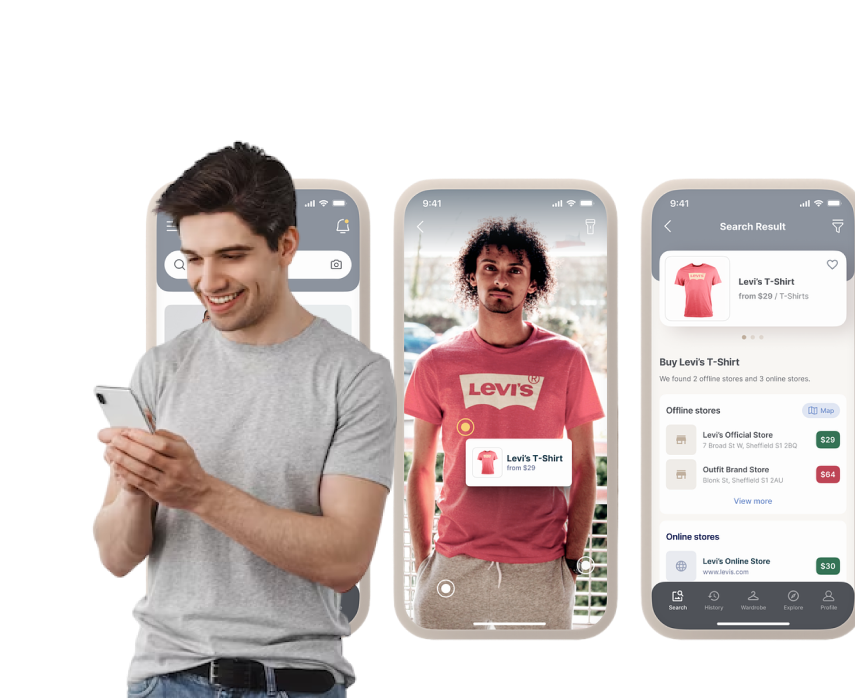 9:41
LEVI'S®
Levi's T-Shirt
from $29
9:41
Search Result
Levi's T-Shirt
from $29 / T-Shirts
Buy Levi's T-Shirt
We found 2 offline stores and 3 online stores.
Offline stores
Map
Levi's Official Store
7 Broad St W, Sheffield S1 2BQ
$29
Outfit Brand Store
Blonk St, Sheffield S1 2AU
$64
View more
Online stores
Levi's Online Store
www.levis.com
$30
Search
History
Wardrobe
Explore
Profile